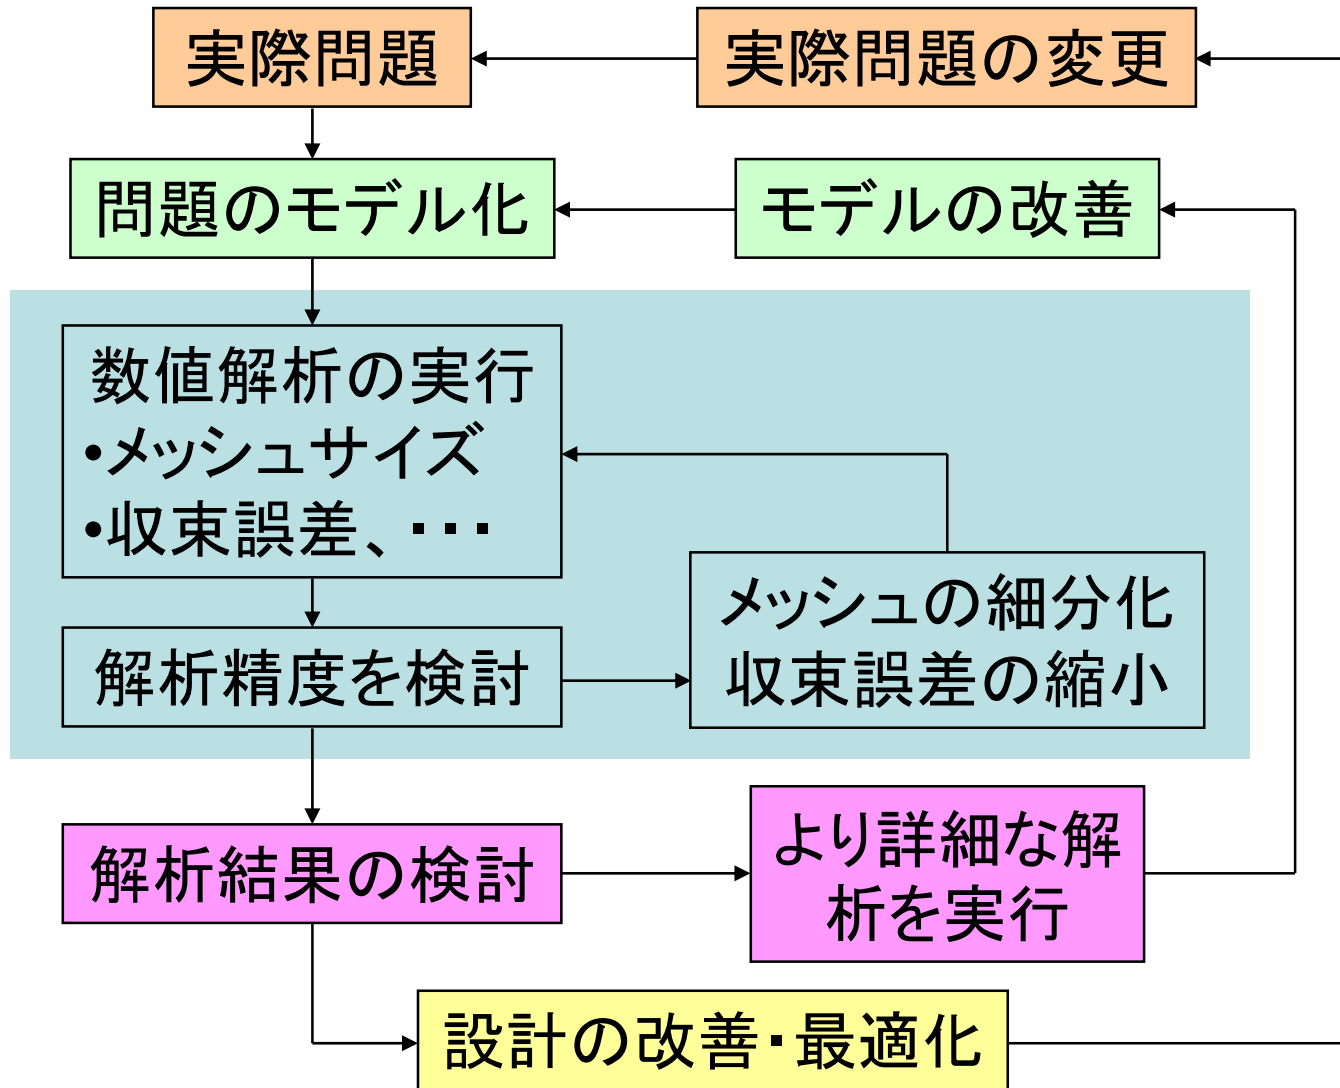 実際問題
実際問題の変更
問題のモデル化
モデルの改善
数値解析の実行
•メッシュサイズ
•収束誤差、・・・
メッシュの細分化
収束誤差の縮小
解析精度を検討
解析結果の検討
より詳細な解
析を実行
設計の改善・最適化